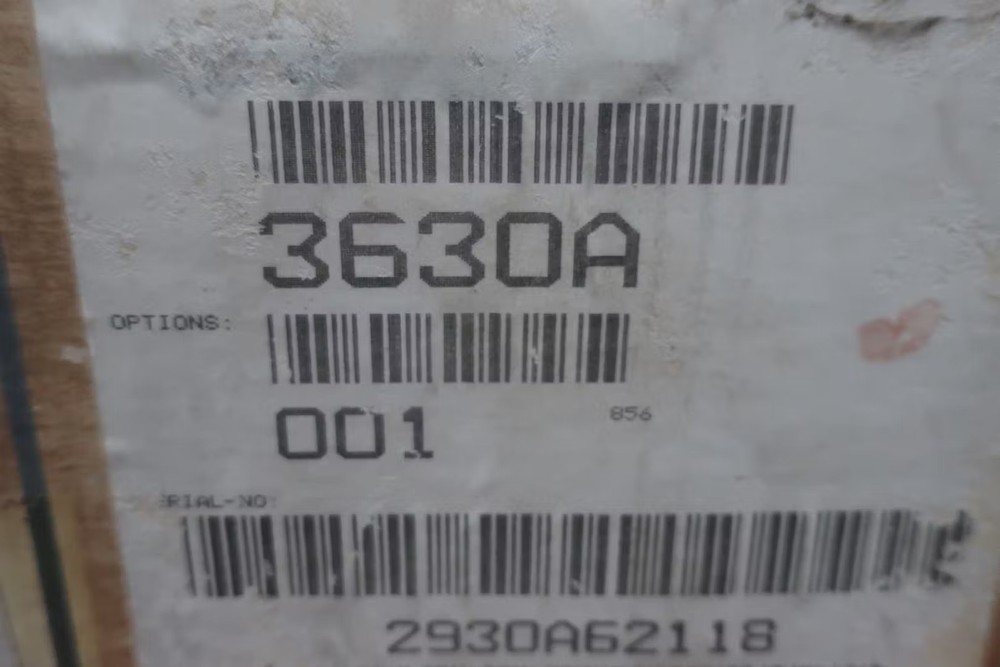 3630A
OPTIONS:
001 856
RIAL-NO:
2930A62118